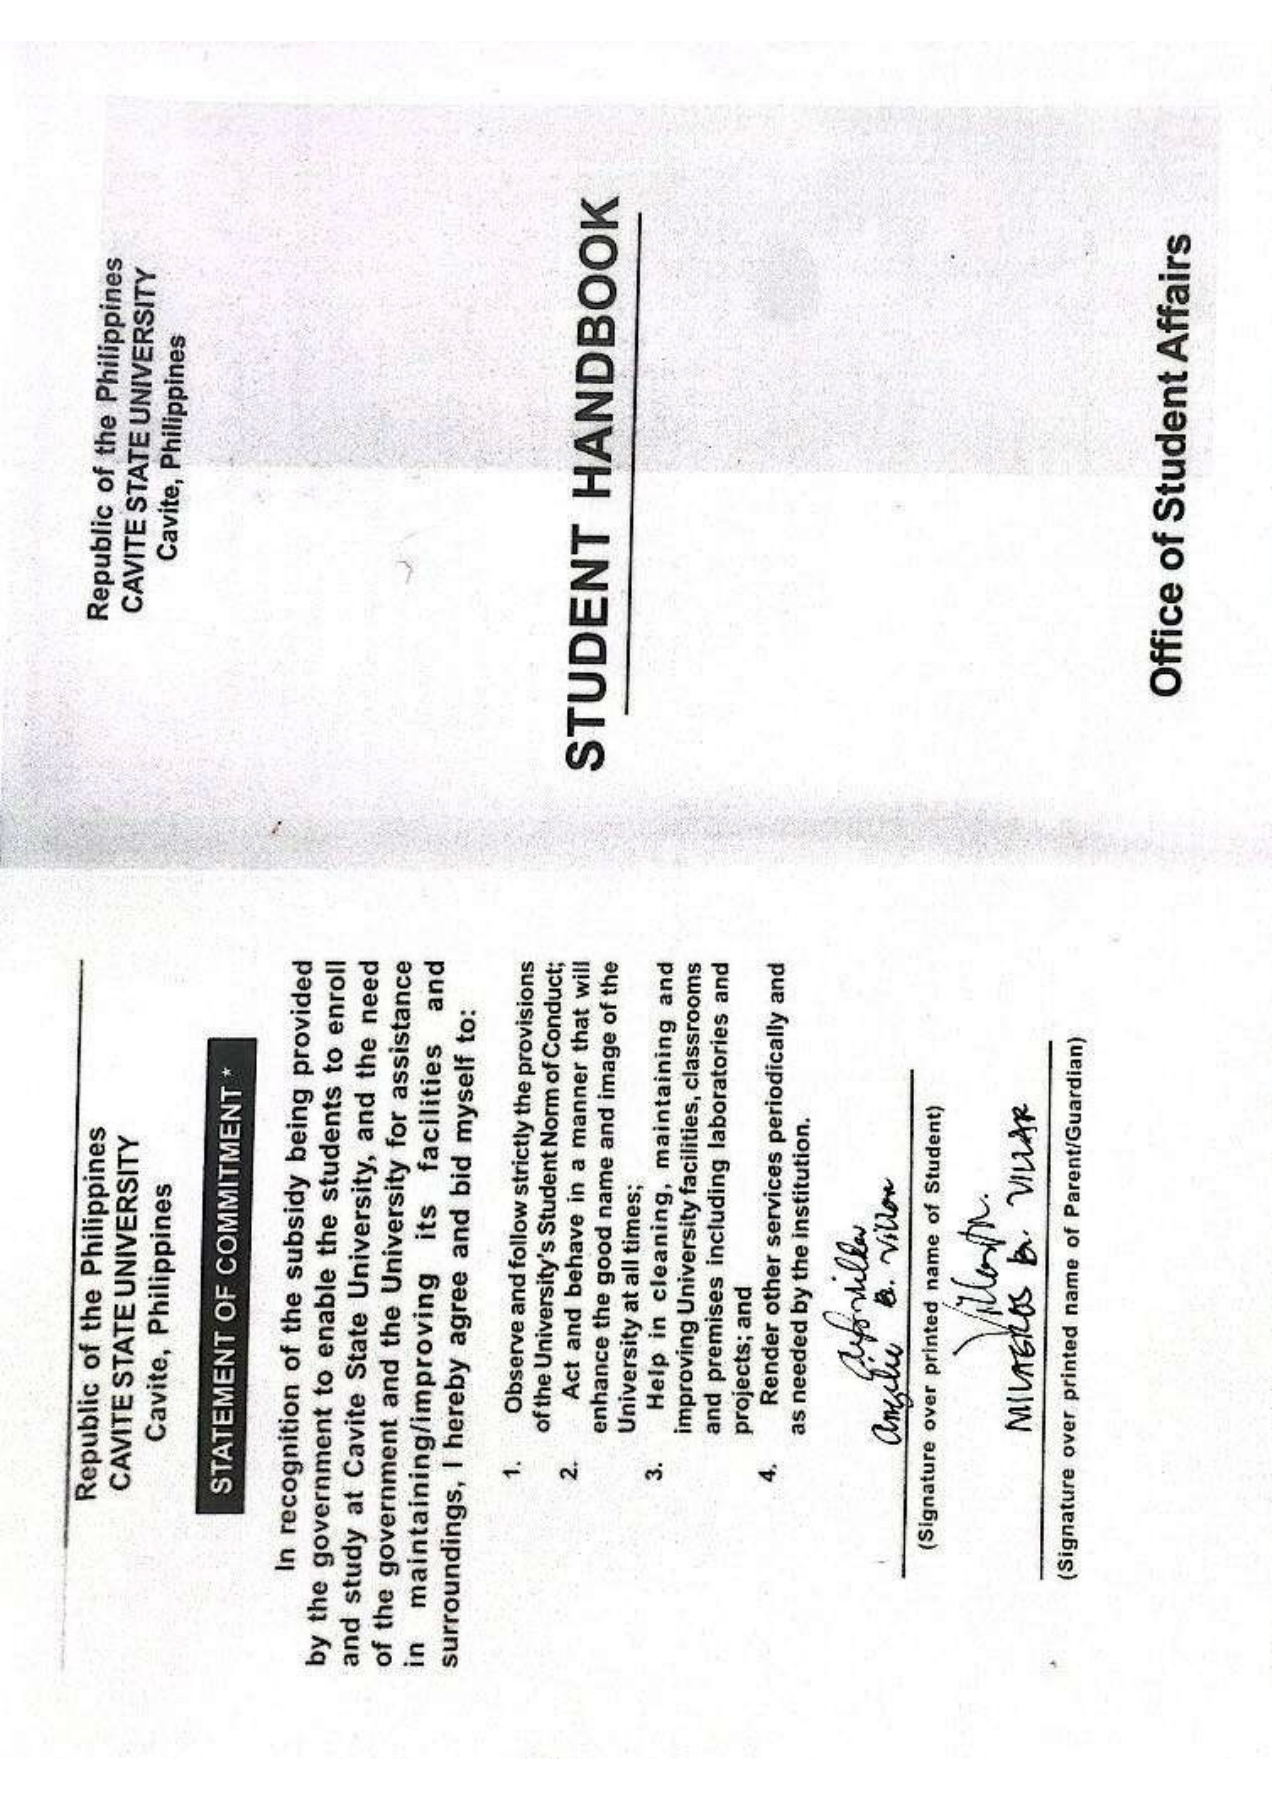 Republic of the Philippines
CAVITE STATE UNIVERSITY
Cavite, Philippines
STATEMENT OF COMMITMENT *
In recognition of the subsidy being provided
by the government to enable the students to enroll
and study at Cavite State University, and the need
of the government and the University for assistance
in maintaining/improving its facilities and
surroundings, I hereby agree and bid myself to:
1. Observe and follow strictly the provisions
of the University's Student Norm of Conduct;
2. Act and behave in a manner that will
enhance the good name and image of the
University at all times;
3. Help in cleaning, maintaining and
improving University facilities, classrooms
and premises including laboratories and
projects; and
4. Render other services periodically and
as needed by the institution.
B. Villar
(Signature over printed name of Student)
MILAGROS B. VILLAR
(Signature over printed name of Parent/Guardian)
Republic of the Philippines
CAVITE STATE UNIVERSITY
Cavite, Philippines
STUDENT HANDBOOK
Office of Student Affairs